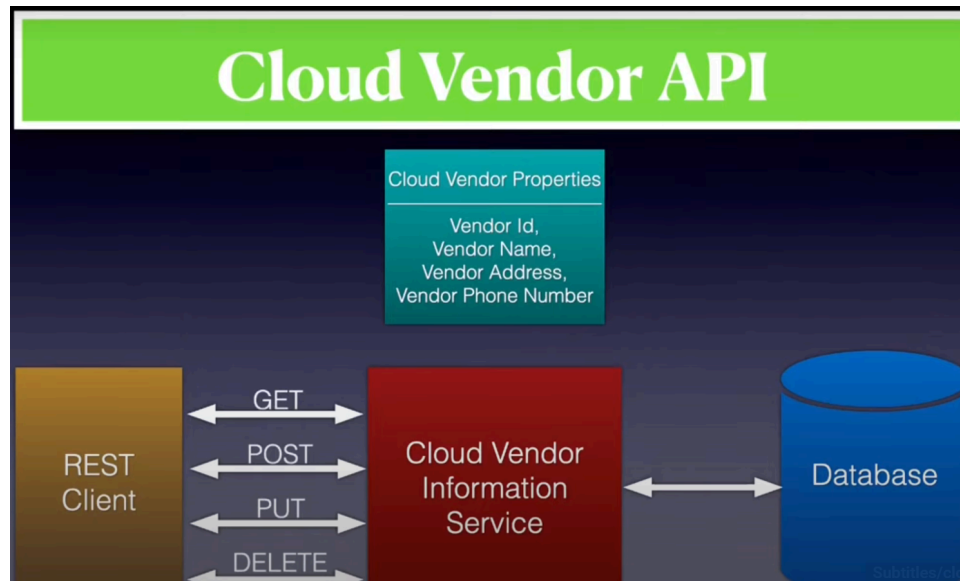 Cloud Vendor API
Cloud Vendor Properties
Vendor Id,
Vendor Name,
Vendor Address,
Vendor Phone Number
REST
Client
GET
POST
PUT
DELETE
Cloud Vendor
Information
Service
Database